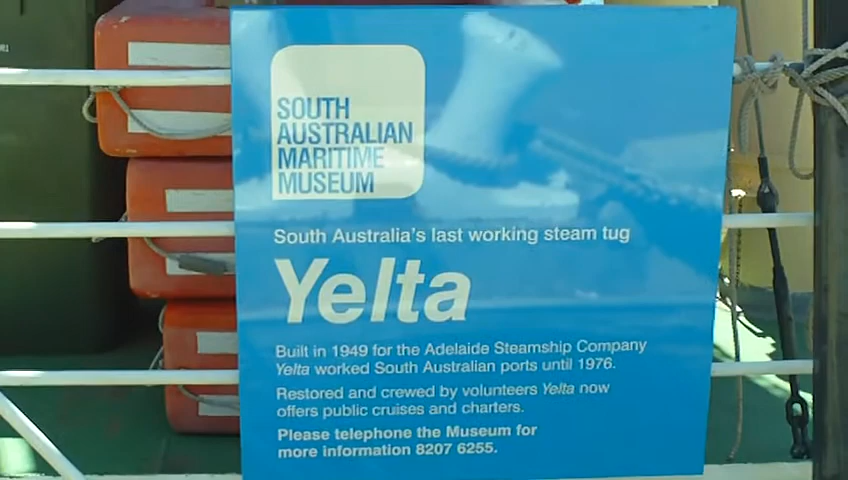 SOUTH
AUSTRALIAN
MARITIME
MUSEUM
South Australia's last working steam tug
Yelta
Built in 1949 for the Adelaide Steamship Company
Yelta worked South Australian ports until 1976.
Restored and crewed by volunteers Yelta now
offers public cruises and charters.
Please telephone the Museum for
more information 8207 6255.